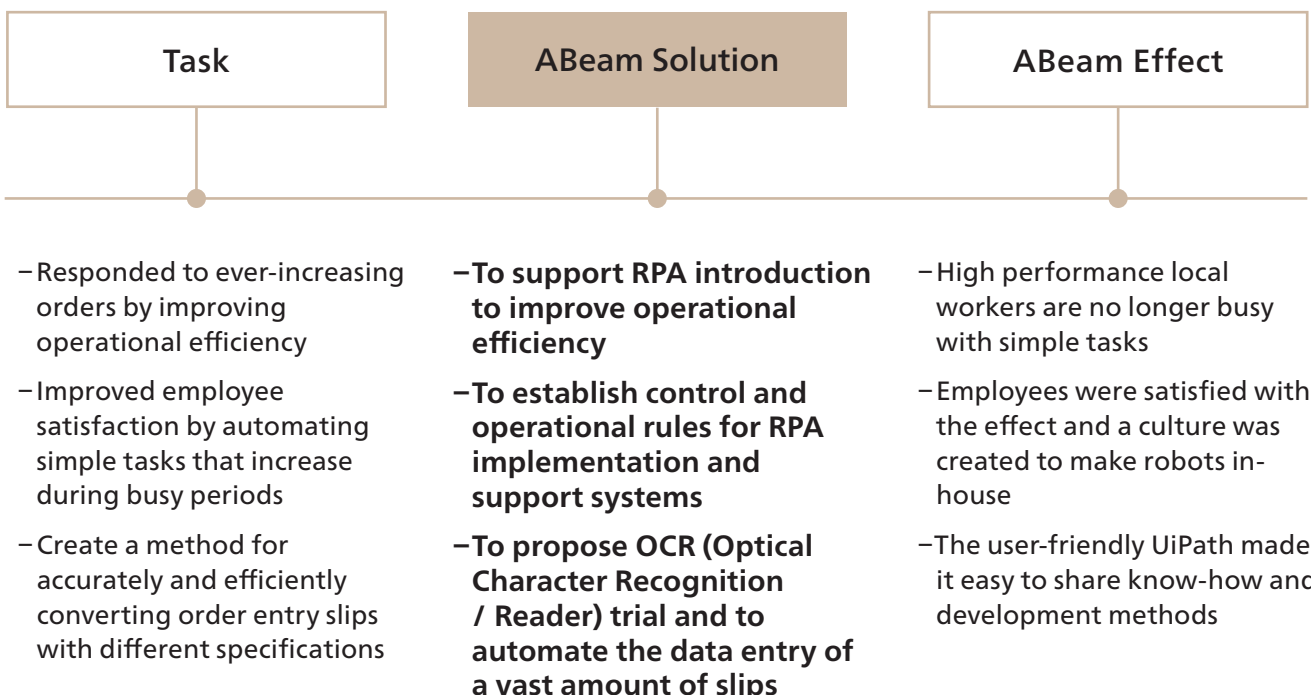 Task
ABeam Solution
ABeam Effect
–Responded to ever-increasing
orders by improving
operational efficiency
–Improved employee
satisfaction by automating
simple tasks that increase
during busy periods
–Create a method for
accurately and efficiently
converting order entry slips
with different specifications
–To support RPA introduction
to improve operational
efficiency
–To establish control and
operational rules for RPA
implementation and
support systems
–To propose OCR (Optical
Character Recognition
/ Reader) trial and to
automate the data entry of
a vast amount of slips
–High performance local
workers are no longer busy
with simple tasks
–Employees were satisfied with
the effect and a culture was
created to make robots in-
house
–The user-friendly UiPath made
it easy to share know-how and
development methods